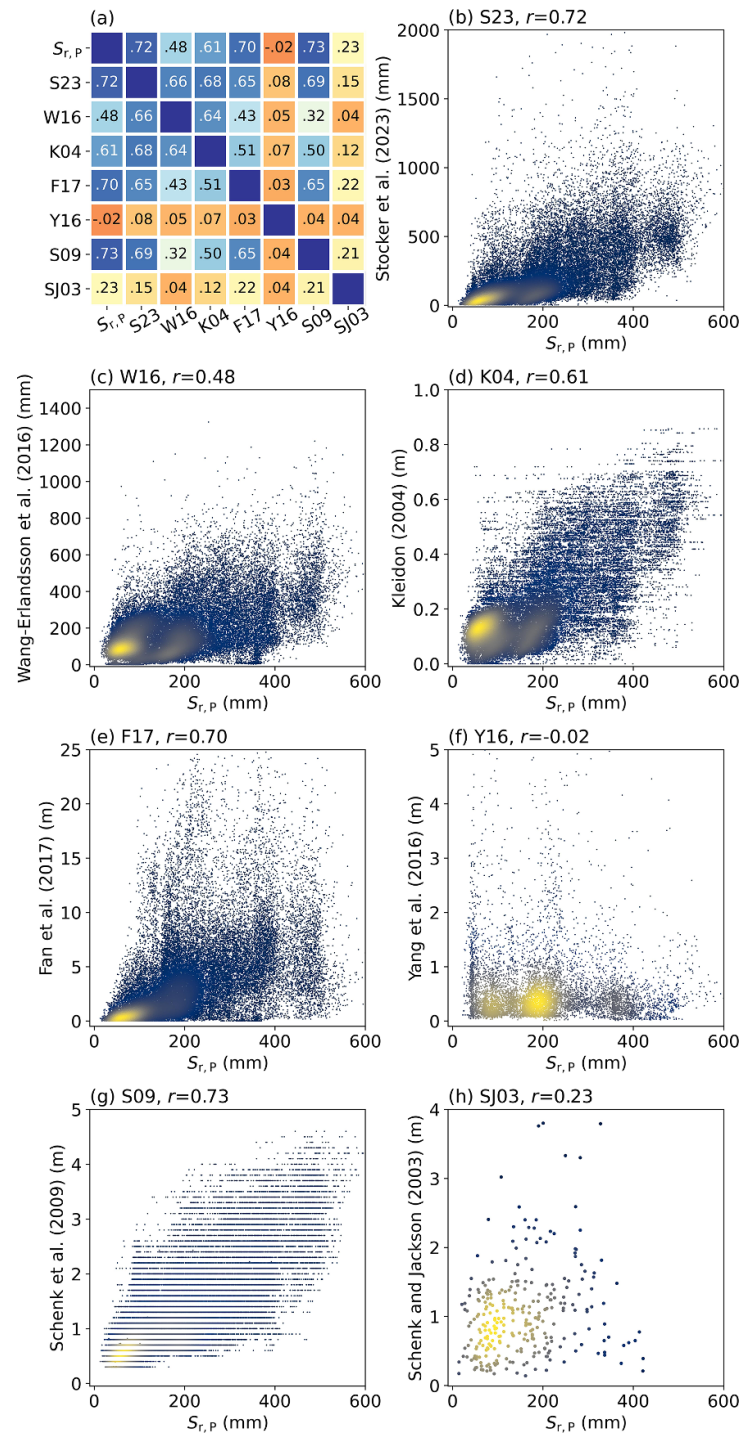 (a)
S r, P .72 .48 .61 .70 -.02 .73 .23
S23 .72 .66 .68 .65 .08 .69 .15
W16 .48 .66 .64 .43 .05 .32 .04
K04 .61 .68 .64 .51 .07 .50 .12
F17 .70 .65 .43 .51 .03 .65 .22
Y16 -.02 .08 .05 .07 .03 .04 .04
S09 .73 .69 .32 .50 .65 .04 .21
SJ03 .23 .15 .04 .12 .22 .04 .21
S r, P S23 W16 K04 F17 Y16 S09 SJ03
(b) S23, r=0.72
Stocker et al. (2023) (mm)
2000
1500
1000
500
0
0 200 400 600
S r, P (mm)
(c) W16, r=0.48
Wang-Erlandsson et al. (2016) (mm)
1400
1200
1000
800
600
400
200
0
0 200 400 600
S r, P (mm)
(d) K04, r=0.61
Kleidon (2004) (m)
1.0
0.8
0.6
0.4
0.2
0.0
0 200 400 600
S r, P (mm)
(e) F17, r=0.70
Fan et al. (2017) (m)
25
20
15
10
5
0
0 200 400 600
S r, P (mm)
(f) Y16, r=-0.02
Yang et al. (2016) (m)
5
4
3
2
1
0
0 200 400 600
S r, P (mm)
(g) S09, r=0.73
Schenk et al. (2009) (m)
5
4
3
2
1
0
0 200 400 600
S r, P (mm)
(h) SJ03, r=0.23
Schenk and Jackson (2003) (m)
4
3
2
1
0
0 200 400 600
S r, P (mm)